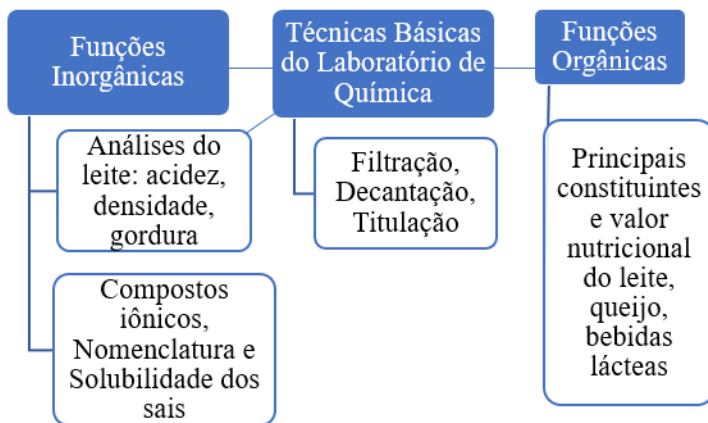 Funções
Inorgânicas
Técnicas Básicas
do Laboratório de
Química
Funções
Orgânicas
Análises do
leite: acidez,
densidade,
gordura
Compostos
iônicos,
Nomenclatura e
Solubilidade dos
sais
Filtração,
Decantação,
Titulação
Principais
constituintes
e valor
nutricional
do leite,
queijo,
bebidas
lácteas